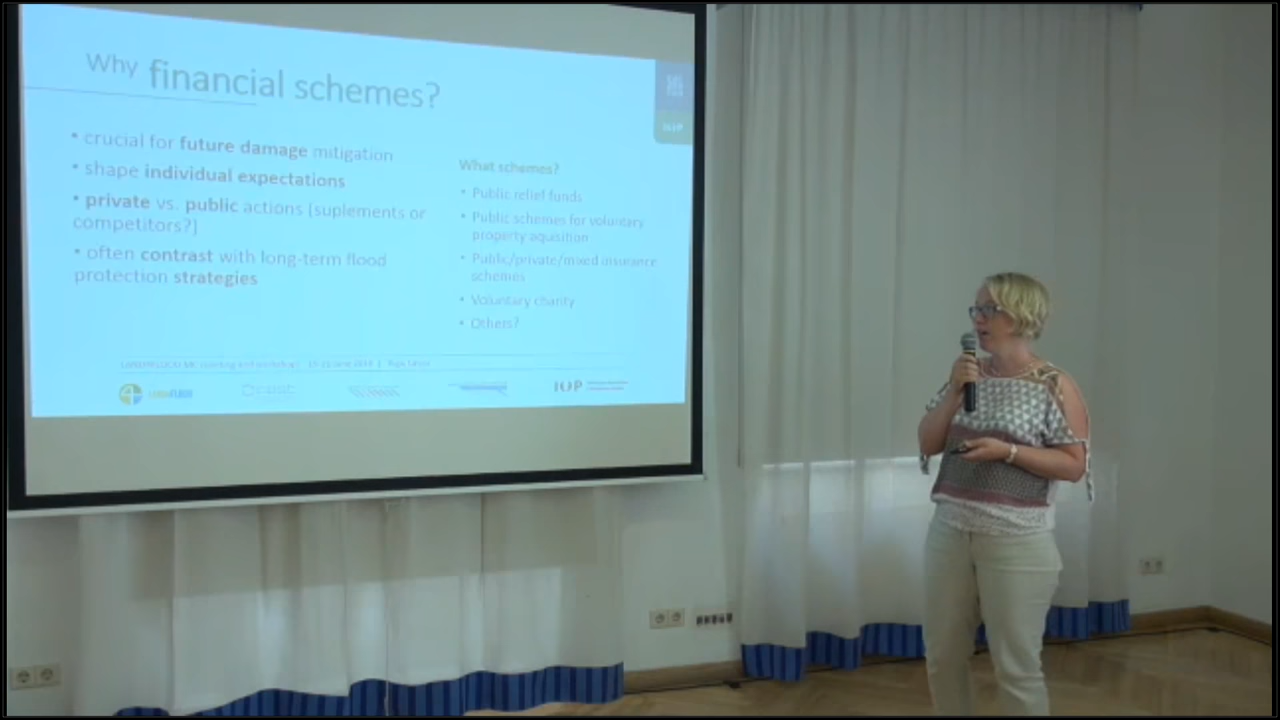 Why financial schemes?
• crucial for future damage mitigation
• shape individual expectations
• private vs. public actions [suplements or
competitors?]
• often contrast with long-term flood
protection strategies
What schemes?
• Public relief funds
• Public schemes for voluntary
property aquisition
• Public/private/mixed insurance
schemes
• Voluntary charity
• Others?